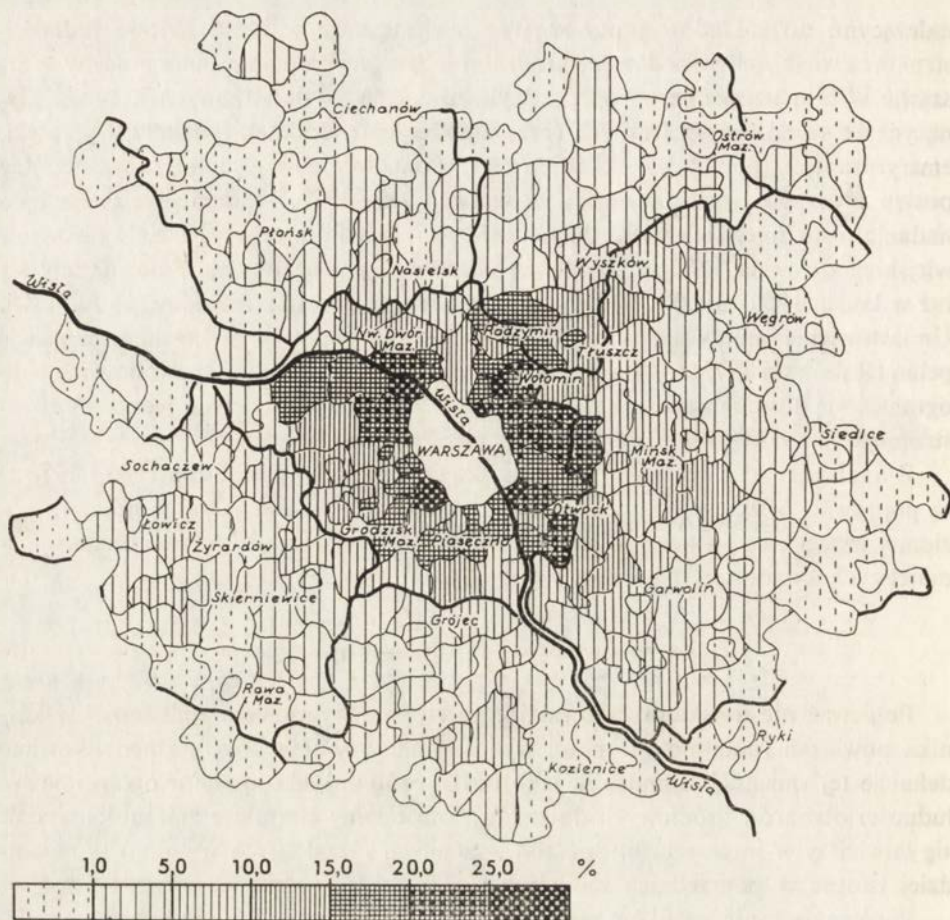 Ciechanów
Ostrów
Maz.
Płońsk
Nasielsk
Wyszków
Wisła
Węgrów
Nw. Dwór
Maz.
Radzymin
Tłuszcz
Wołomin
Wisła
WARSZAWA
Siedlce
Mińsk
Maz.
Sochaczew
Otwock
Łowicz
Grodzisk
Maz.
Piaseczno
Żyrardów
Skierniewice
Garwolin
Grójec
Rawa
Maz.
Ryki
Kozienice
Wisła
1,0 5,0 10,0 15,0 20,0 25,0 %